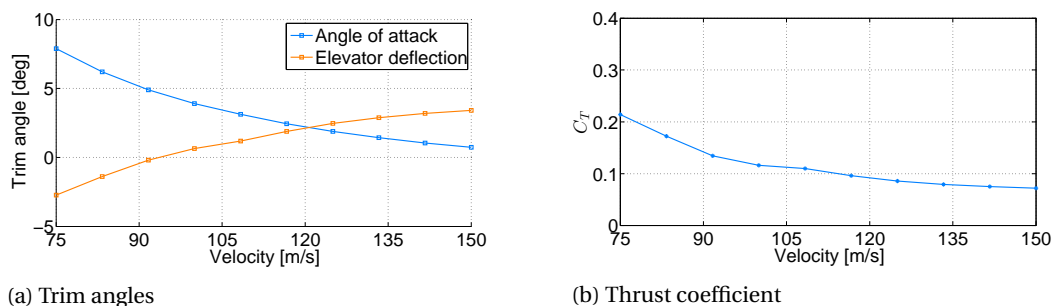 10
5
0
−5
Trim angle [deg]
Angle of attack
Elevator deflection
75 90 105 120 135 150
Velocity [m/s]
(a) Trim angles
0.4
0.3
0.2
0.1
0
C_T
75 90 105 120 135 150
Velocity [m/s]
(b) Thrust coefficient